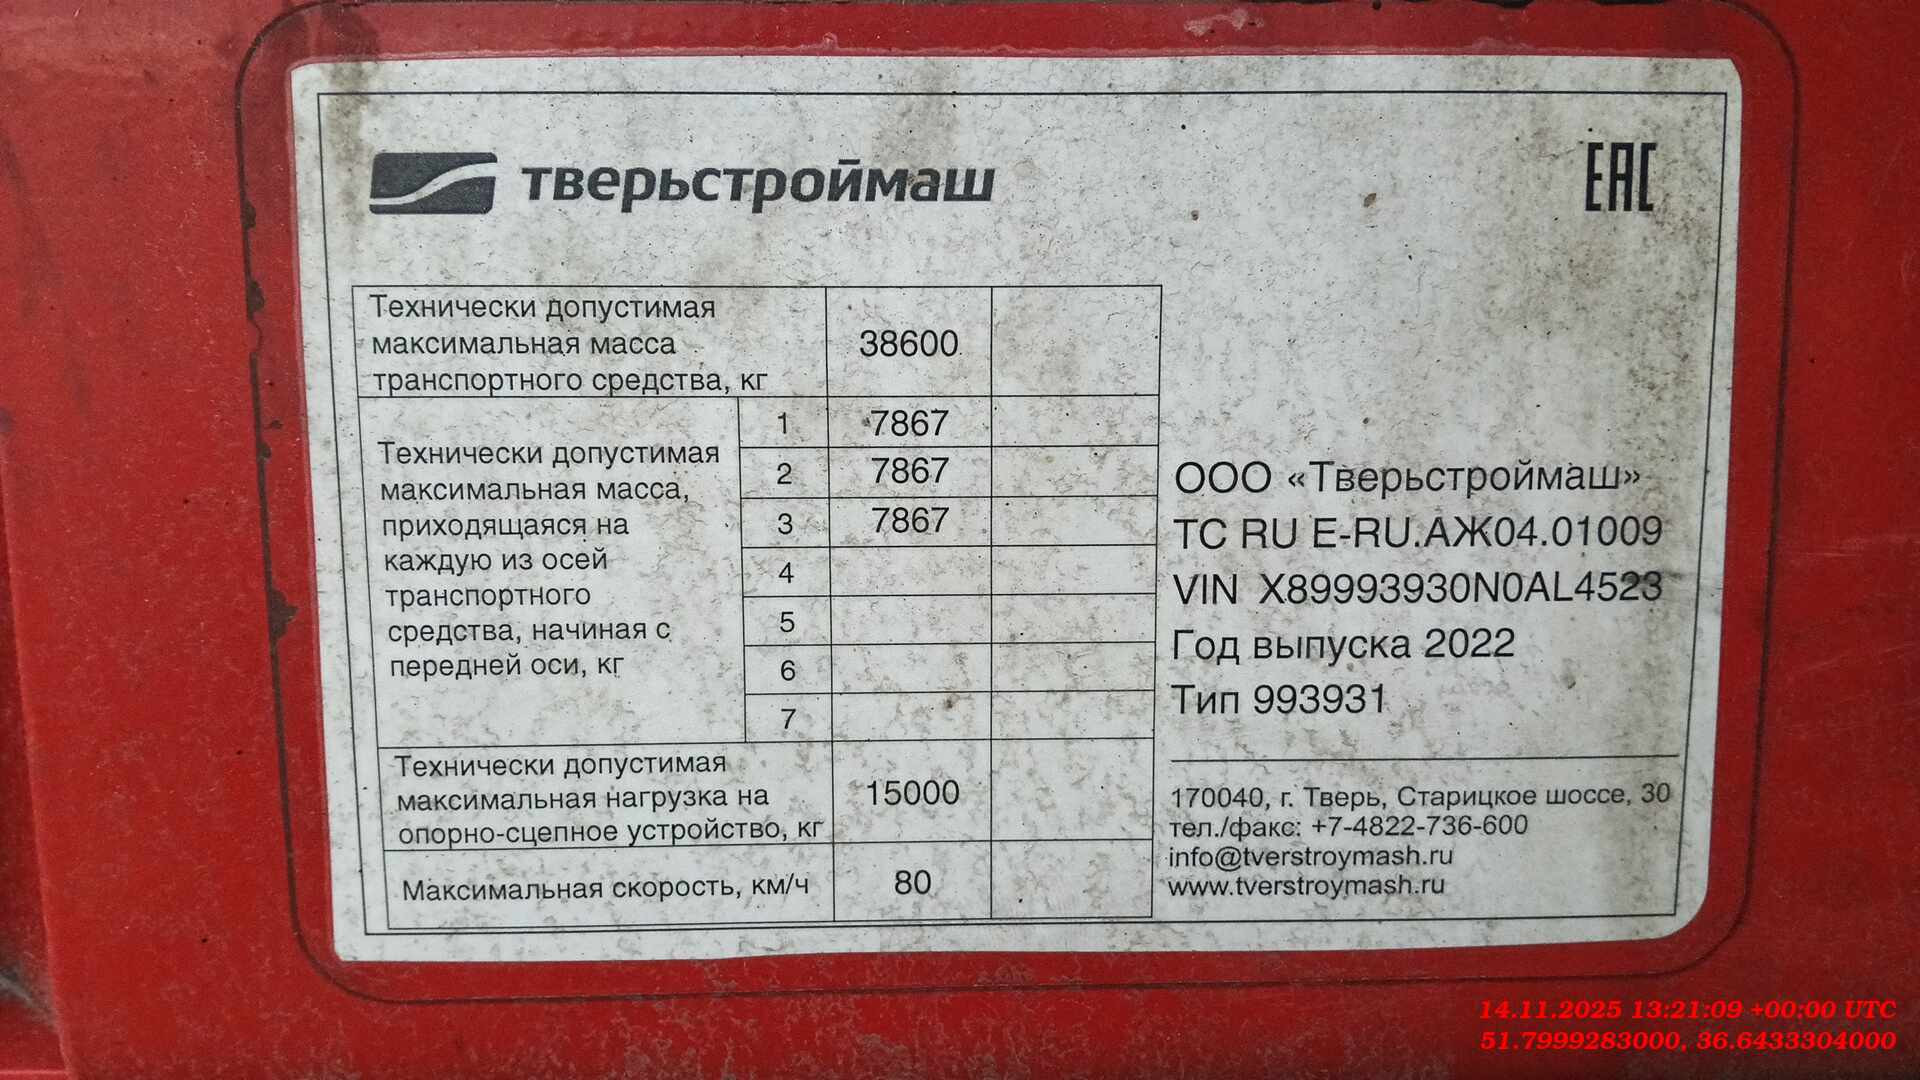 тверьстроймаш
EAC
Технически допустимая
максимальная масса
транспортного средства, кг
38600
Технически допустимая
максимальная масса,
приходящаяся на
каждую из осей
транспортного
средства, начиная с
передней оси, кг
1 7867
2 7867
3 7867
4
5
6
7
Технически допустимая
максимальная нагрузка на
опорно-сцепное устройство, кг
15000
Максимальная скорость, км/ч 80
ООО «Тверьстроймаш»
ТС RU E-RU.АЖ04.01009
VIN X89993930N0AL4523
Год выпуска 2022
Тип 993931
170040, г. Тверь, Старицкое шоссе, 30
тел./факс: +7-4822-736-600
info@tverstroymash.ru
www.tverstroymash.ru
14.11.2025 13:21:09 +00:00 UTC
51.7999283000, 36.6433304000